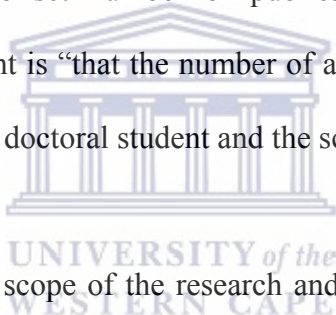 nt is “that the number of a
doctoral student and the sc
UNIVERSITY of the
scope of the research and
WESTERN CAPE